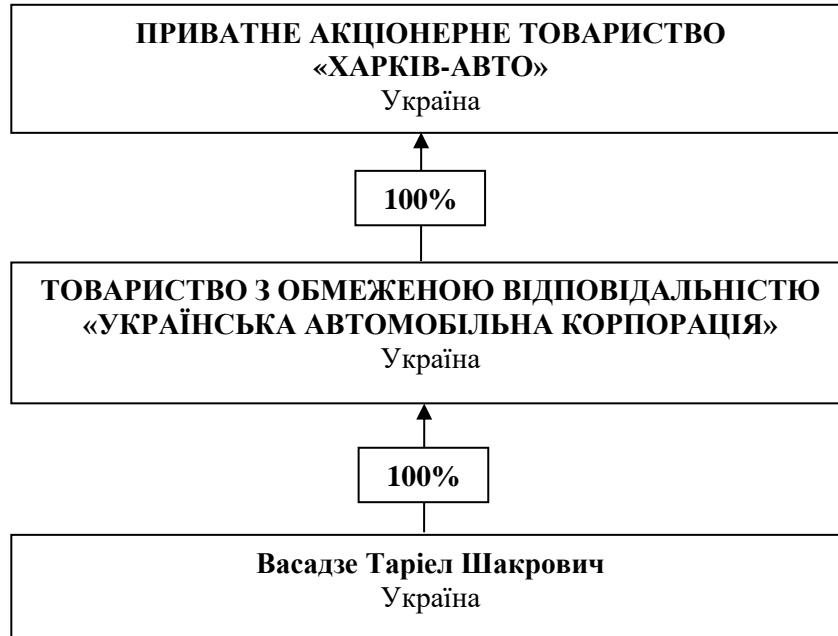 ПРИВАТНЕ АКЦІОНЕРНЕ ТОВАРИСТВО
«ХАРКІВ-АВТО»
Україна
100%
ТОВАРИСТВО З ОБМЕЖЕНОЮ ВІДПОВІДАЛЬНІСТЮ
«УКРАЇНСЬКА АВТОМОБІЛЬНА КОРПОРАЦІЯ»
Україна
100%
Васадзе Таріел Шакрович
Україна